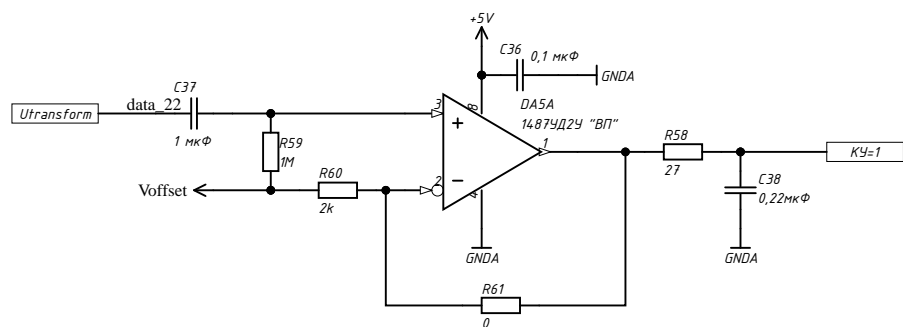 +5V
C36
0,1 мкФ
GNDA
C37
Utransform
data_22
1 мкФ
3
8
DA5A
1487УД2У "ВП"
+
1
R59
1M
R58
27
КУ=1
Voffset
R60
2k
2
−
4
C38
0,22мкФ
GNDA
GNDA
R61
0